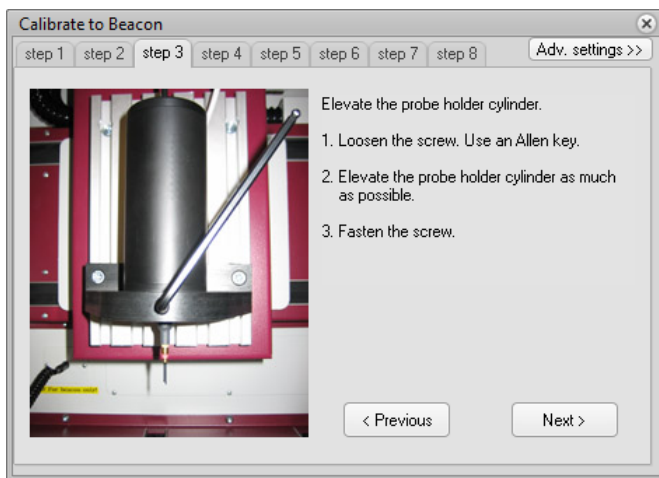 Calibrate to Beacon
step 1 step 2 step 3 step 4 step 5 step 6 step 7 step 8 Adv. settings >>
Elevate the probe holder cylinder.
1. Loosen the screw. Use an Allen key.
2. Elevate the probe holder cylinder as much
as possible.
3. Fasten the screw.
< Previous Next >